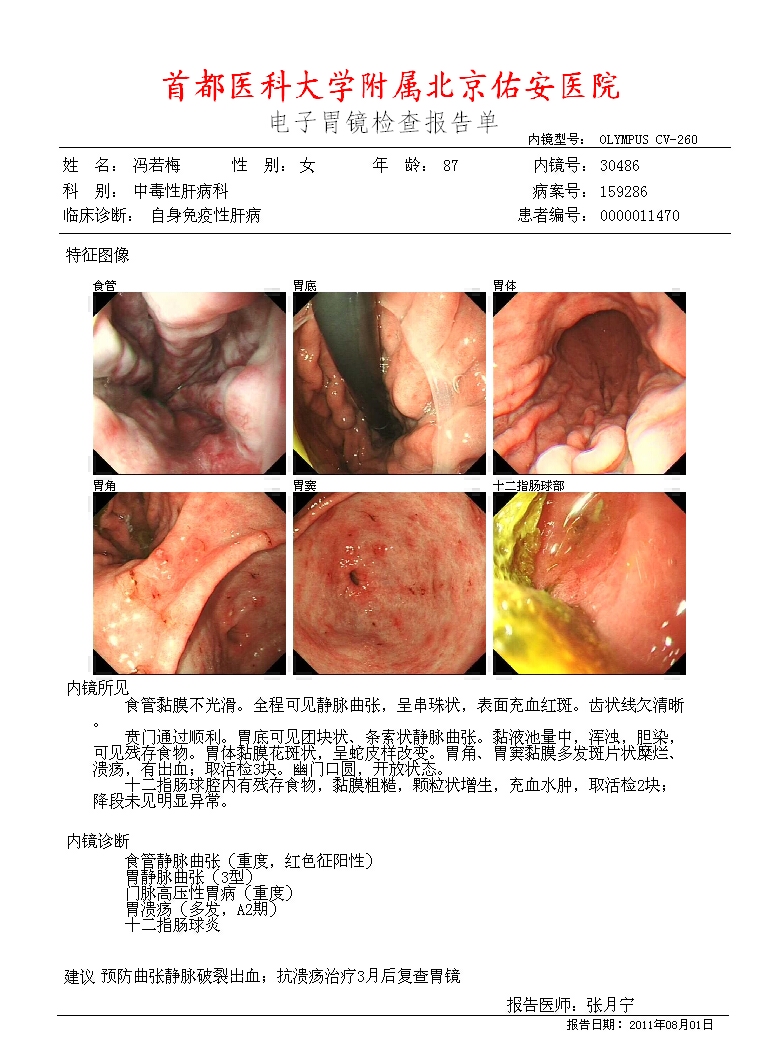 首都医科大学附属北京佑安医院
电子胃镜检查报告单
内镜型号： OLYMPUS CV-260
姓 名： 冯若梅 性 别： 女 年 龄： 87 内镜号： 30486
科 别： 中毒性肝病科 病案号： 159286
临床诊断： 自身免疫性肝病 患者编号： 0000011470
特征图像
食管 胃底 胃体
胃角 胃窦 十二指肠球部
内镜所见
食管黏膜不光滑。全程可见静脉曲张，呈串珠状，表面充血红斑。齿状线欠清晰
。
贲门通过顺利。胃底可见团块状、条索状静脉曲张。黏液池量中，浑浊，胆染，
可见残存食物。胃体黏膜花斑状，呈蛇皮样改变。胃角、胃窦黏膜多发斑片状糜烂、
溃疡，有出血；取活检3块。幽门口圆，开放状态。
十二指肠球腔内有残存食物，黏膜粗糙，颗粒状增生，充血水肿，取活检2块；
降段未见明显异常。
内镜诊断
食管静脉曲张（重度，红色征阳性）
胃静脉曲张（3型）
门脉高压性胃病（重度）
胃溃疡（多发，A2期）
十二指肠球炎
建议 预防曲张静脉破裂出血；抗溃疡治疗3月后复查胃镜
报告医师：张月宁
报告日期：2011年08月01日